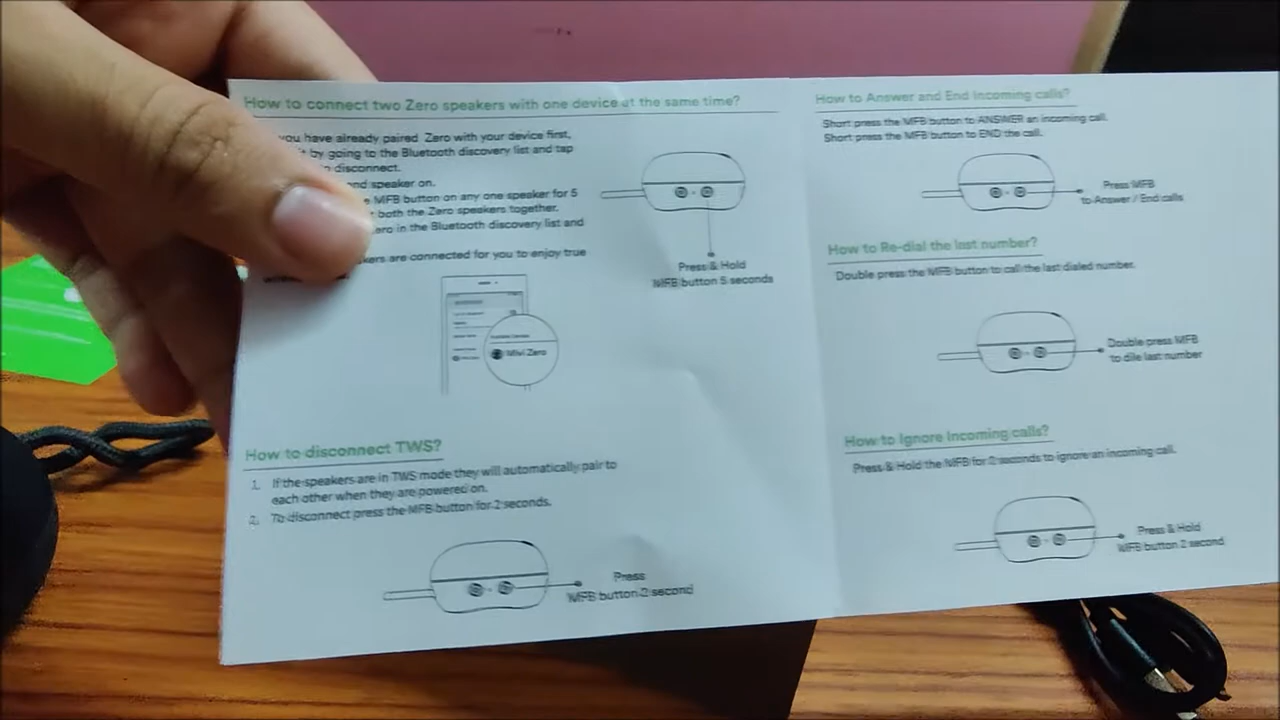 How to connect two Zero speakers with one device at the same time?
you have already paired Zero with your device first,
by going to the Bluetooth discovery list and tap
disconnect.
speaker on.
MFB button on any one speaker for 5
both the Zero speakers together.
in the Bluetooth discovery list and
are connected for you to enjoy true
Press & Hold
MFB button 5 seconds
Mivi Zero
How to disconnect TWS?
1. If the speakers are in TWS mode they will automatically pair to
each other when they are powered on.
2. To disconnect press the MFB button for 2 seconds.
Press
MFB button 2 second
How to Answer and End Incoming calls?
Short press the MFB button to ANSWER an incoming call.
Short press the MFB button to END the call.
Press MFB
to Answer / End calls
How to Re-dial the last number?
Double press the MFB button to call the last dialed number.
Double press MFB
to dile last number
How to Ignore Incoming calls?
Press & Hold the MFB for 2 seconds to ignore an incoming call.
Press & Hold
MFB button 2 second